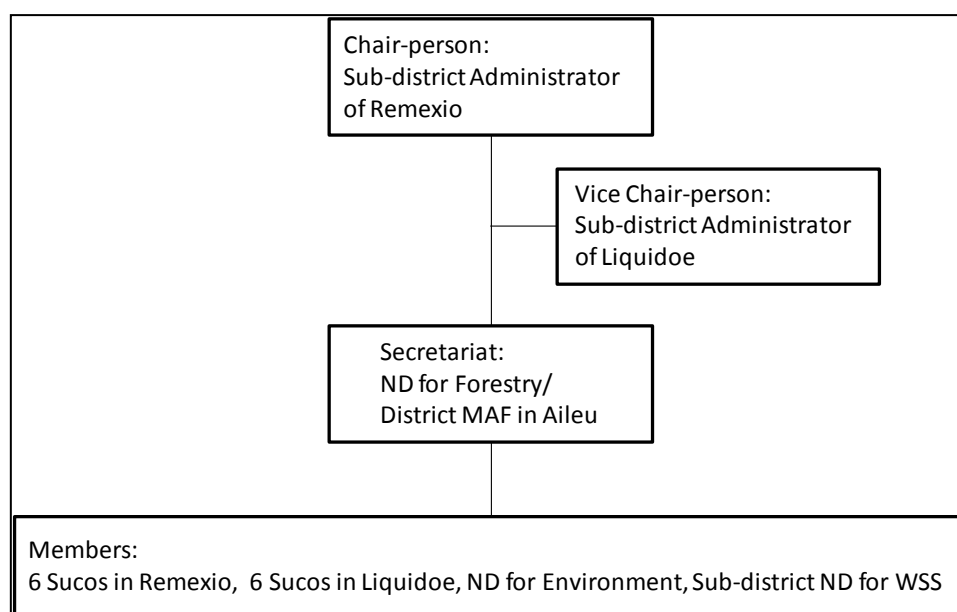 Chair-person:
Sub-district Administrator
of Remexio
Vice Chair-person:
Sub-district Administrator
of Liquidoe
Secretariat:
ND for Forestry/
District MAF in Aileu
Members:
6 Sucos in Remexio, 6 Sucos in Liquidoe, ND for Environment, Sub-district ND for WSS